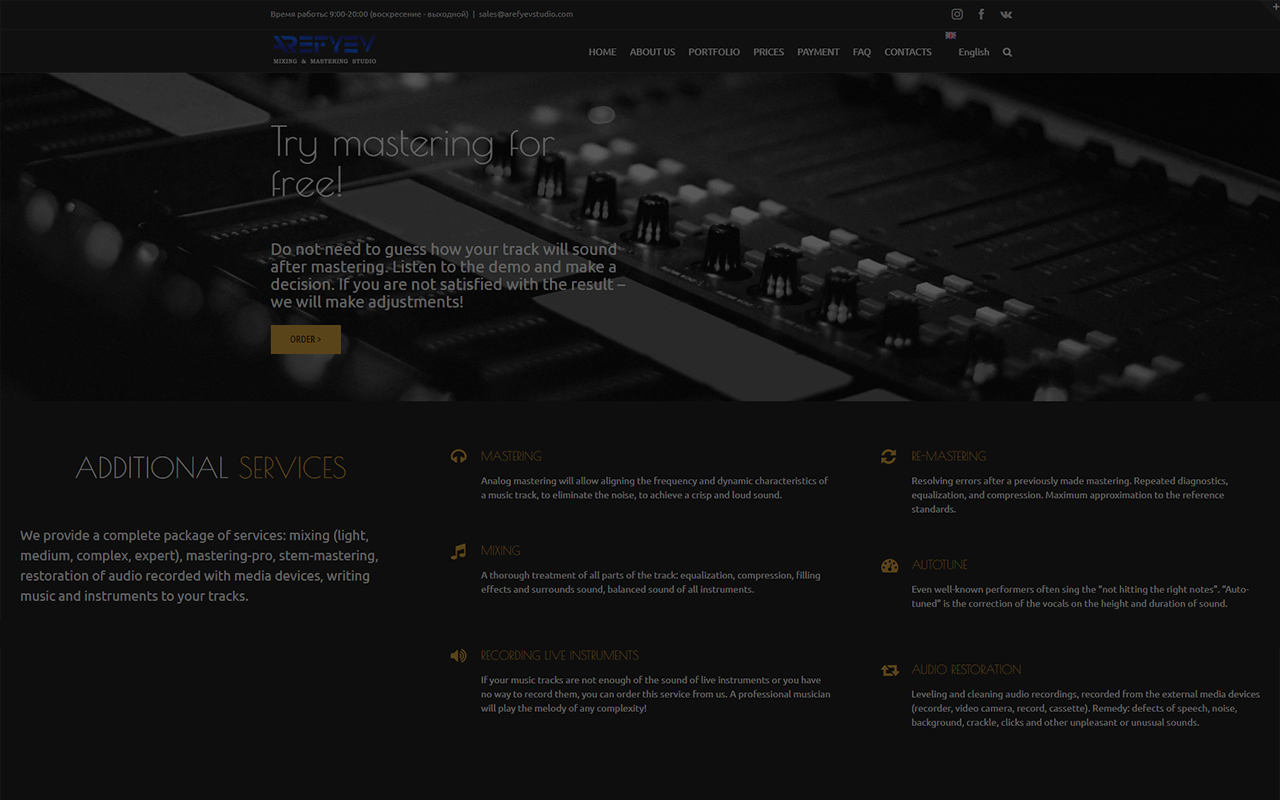 Время работы: 9:00-20:00 (воскресение - выходной) | sales@arefyevstudio.com
AREFYEV
MIXING & MASTERING STUDIO
HOME ABOUT US PORTFOLIO PRICES PAYMENT FAQ CONTACTS English
Try mastering for
free!
Do not need to guess how your track will sound
after mastering. Listen to the demo and make a
decision. If you are not satisfied with the result –
we will make adjustments!
ORDER >
ADDITIONAL SERVICES
We provide a complete package of services: mixing (light,
medium, complex, expert), mastering-pro, stem-mastering,
restoration of audio recorded with media devices, writing
music and instruments to your tracks.
MASTERING
Analog mastering will allow aligning the frequency and dynamic characteristics of
a music track, to eliminate the noise, to achieve a crisp and loud sound.
MIXING
A thorough treatment of all parts of the track: equalization, compression, filling
effects and surrounds sound, balanced sound of all instruments.
RECORDING LIVE INSTRUMENTS
If your music tracks are not enough of the sound of live instruments or you have
no way to record them, you can order this service from us. A professional musician
will play the melody of any complexity!
RE-MASTERING
Resolving errors after a previously made mastering. Repeated diagnostics,
equalization, and compression. Maximum approximation to the reference
standards.
AUTOTUNE
Even well-known performers often sing the “not hitting the right notes”. “Auto-
tuned” is the correction of the vocals on the height and duration of sound.
AUDIO RESTORATION
Leveling and cleaning audio recordings, recorded from the external media devices
(recorder, video camera, record, cassette). Remedy: defects of speech, noise,
background, crackle, clicks and other unpleasant or unusual sounds.